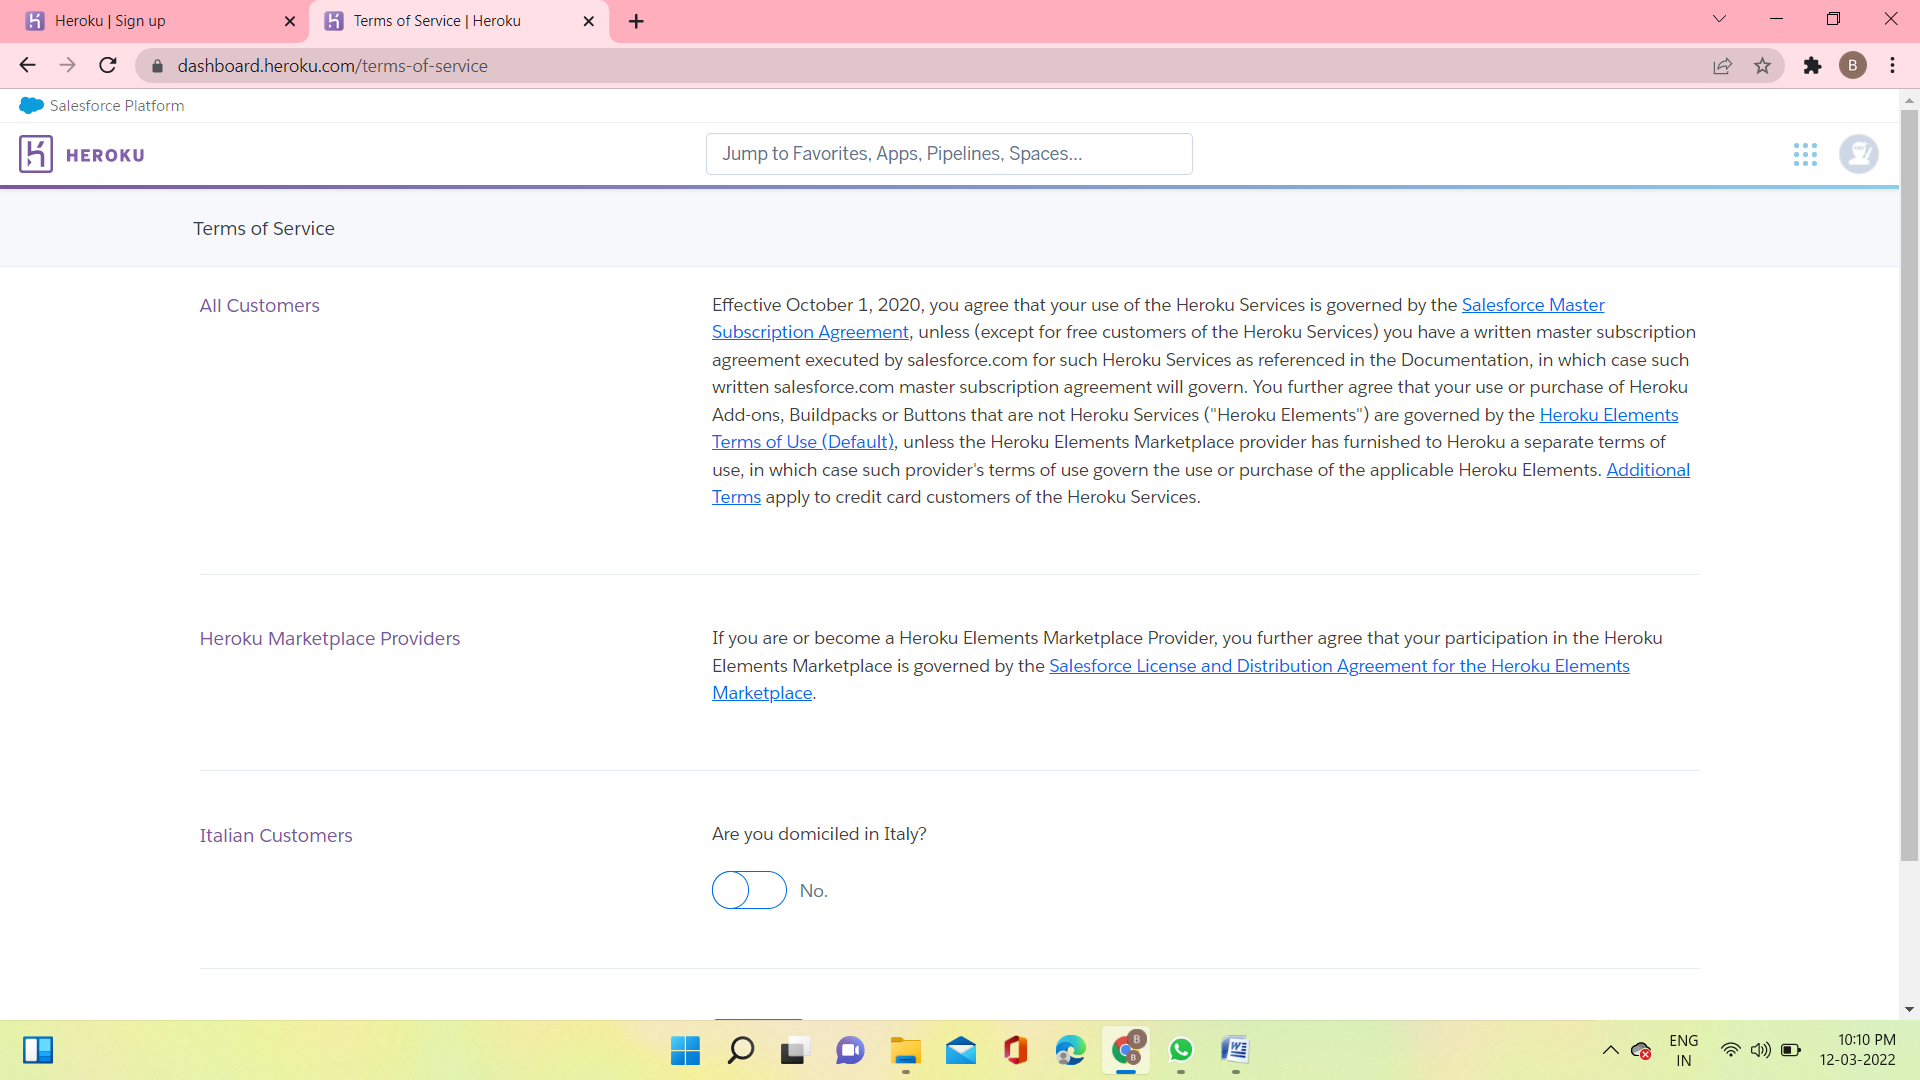 Heroku | Sign up
Terms of Service | Heroku
dashboard.heroku.com/terms-of-service
B
Salesforce Platform
HEROKU
Jump to Favorites, Apps, Pipelines, Spaces...
Terms of Service
All Customers
Effective October 1, 2020, you agree that your use of the Heroku Services is governed by the Salesforce Master
Subscription Agreement, unless (except for free customers of the Heroku Services) you have a written master subscription
agreement executed by salesforce.com for such Heroku Services as referenced in the Documentation, in which case such
written salesforce.com master subscription agreement will govern. You further agree that your use or purchase of Heroku
Add-ons, Buildpacks or Buttons that are not Heroku Services ("Heroku Elements") are governed by the Heroku Elements
Terms of Use (Default), unless the Heroku Elements Marketplace provider has furnished to Heroku a separate terms of
use, in which case such provider's terms of use govern the use or purchase of the applicable Heroku Elements. Additional
Terms apply to credit card customers of the Heroku Services.
Heroku Marketplace Providers
If you are or become a Heroku Elements Marketplace Provider, you further agree that your participation in the Heroku
Elements Marketplace is governed by the Salesforce License and Distribution Agreement for the Heroku Elements
Marketplace.
Italian Customers
Are you domiciled in Italy?
No.
B
B
W
ENG
IN
10:10 PM
12-03-2022